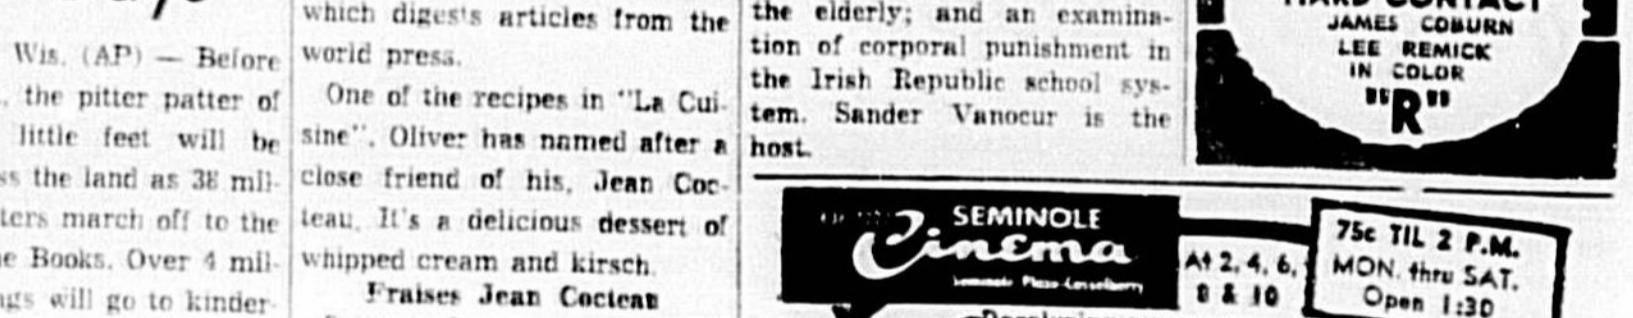 Wis. (AP) — Before
the pitter patter of
little feet will be
the land as 38 mil-
march off to the
Books. Over 4 mil-
will go to kinder-
which digests articles from the
world press.
One of the recipes in "La Cui-
sine", Oliver has named after a
close friend of his, Jean Coc-
teau. It's a delicious dessert of
whipped cream and kirsch.
Fraises Jean Cocteau
the elderly; and an examina-
tion of corporal punishment in
the Irish Republic school sys-
tem. Sander Vanocur is the
host.
HARD CONTACT
JAMES COBURN
LEE REMICK
IN COLOR
"R"
SEMINOLE
Cinema
Seminole Plaza-Casselberry
At 2, 4, 6,
8 & 10
75c TIL 2 P.M.
MON. thru SAT.
Open 1:30